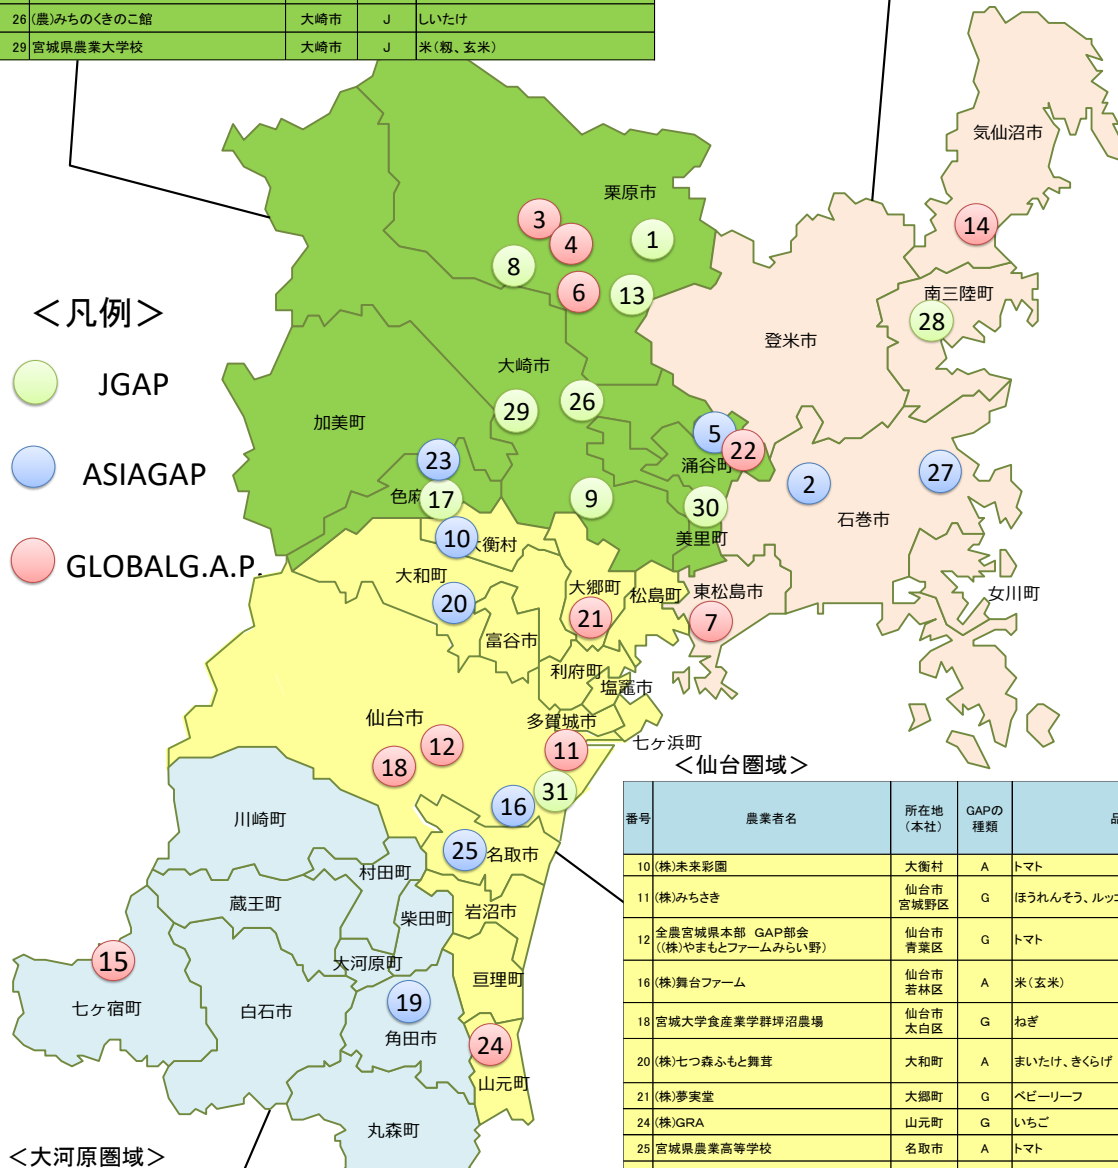 26 (農)みちのくきのこ館 大崎市 J しいたけ
29 宮城県農業大学校 大崎市 J 米(籾、玄米)
気仙沼市
栗原市
3
14
1
4
8
6
13
南三陸町
28
＜凡例＞
登米市
大崎市
JGAP
26
29
加美町
5
22
23
涌谷町
ASIAGAP
27
2
色麻
17
9
30
石巻市
10
大衡村
美里町
GLOBALG.A.P.
大和町
大郷町
松島町
東松島市
女川町
20
21
7
富谷市
利府町
塩竈市
仙台市
多賀城市
12
11
七ヶ浜町
18
＜仙台圏域＞
31
16
川崎町
25
名取市
村田町
蔵王町
柴田町
岩沼市
15
大河原町
亘理町
七ヶ宿町
白石市
19
角田市
24
山元町
丸森町
＜大河原圏域＞
番号 農業者名 所在地（本社） GAPの種類
10 (株)未来彩園 大衡村 A トマト
11 (株)みちさき 仙台市宮城野区 G ほうれんそう、ルッコ
12 全農宮城県本部 GAP部会
((株)やまもとファームみらい野) 仙台市青葉区 G トマト
16 (株)舞台ファーム 仙台市若林区 A 米(玄米)
18 宮城大学食産業学群坪沼農場 仙台市太白区 G ねぎ
20 (株)七つ森ふもと舞茸 大和町 A まいたけ、きくらげ
21 (株)夢実堂 大郷町 G ベビーリーフ
24 (株)GRA 山元町 G いちご
25 宮城県農業高等学校 名取市 A トマト